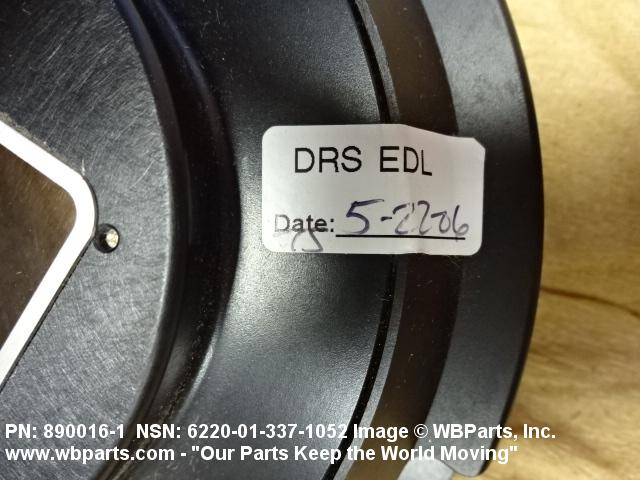 DRS EDL
Date: 5-22-06
PN: 890016-1 NSN: 6220-01-337-1052 Image © WBParts, Inc.
www.wbparts.com - "Our Parts Keep the World Moving"